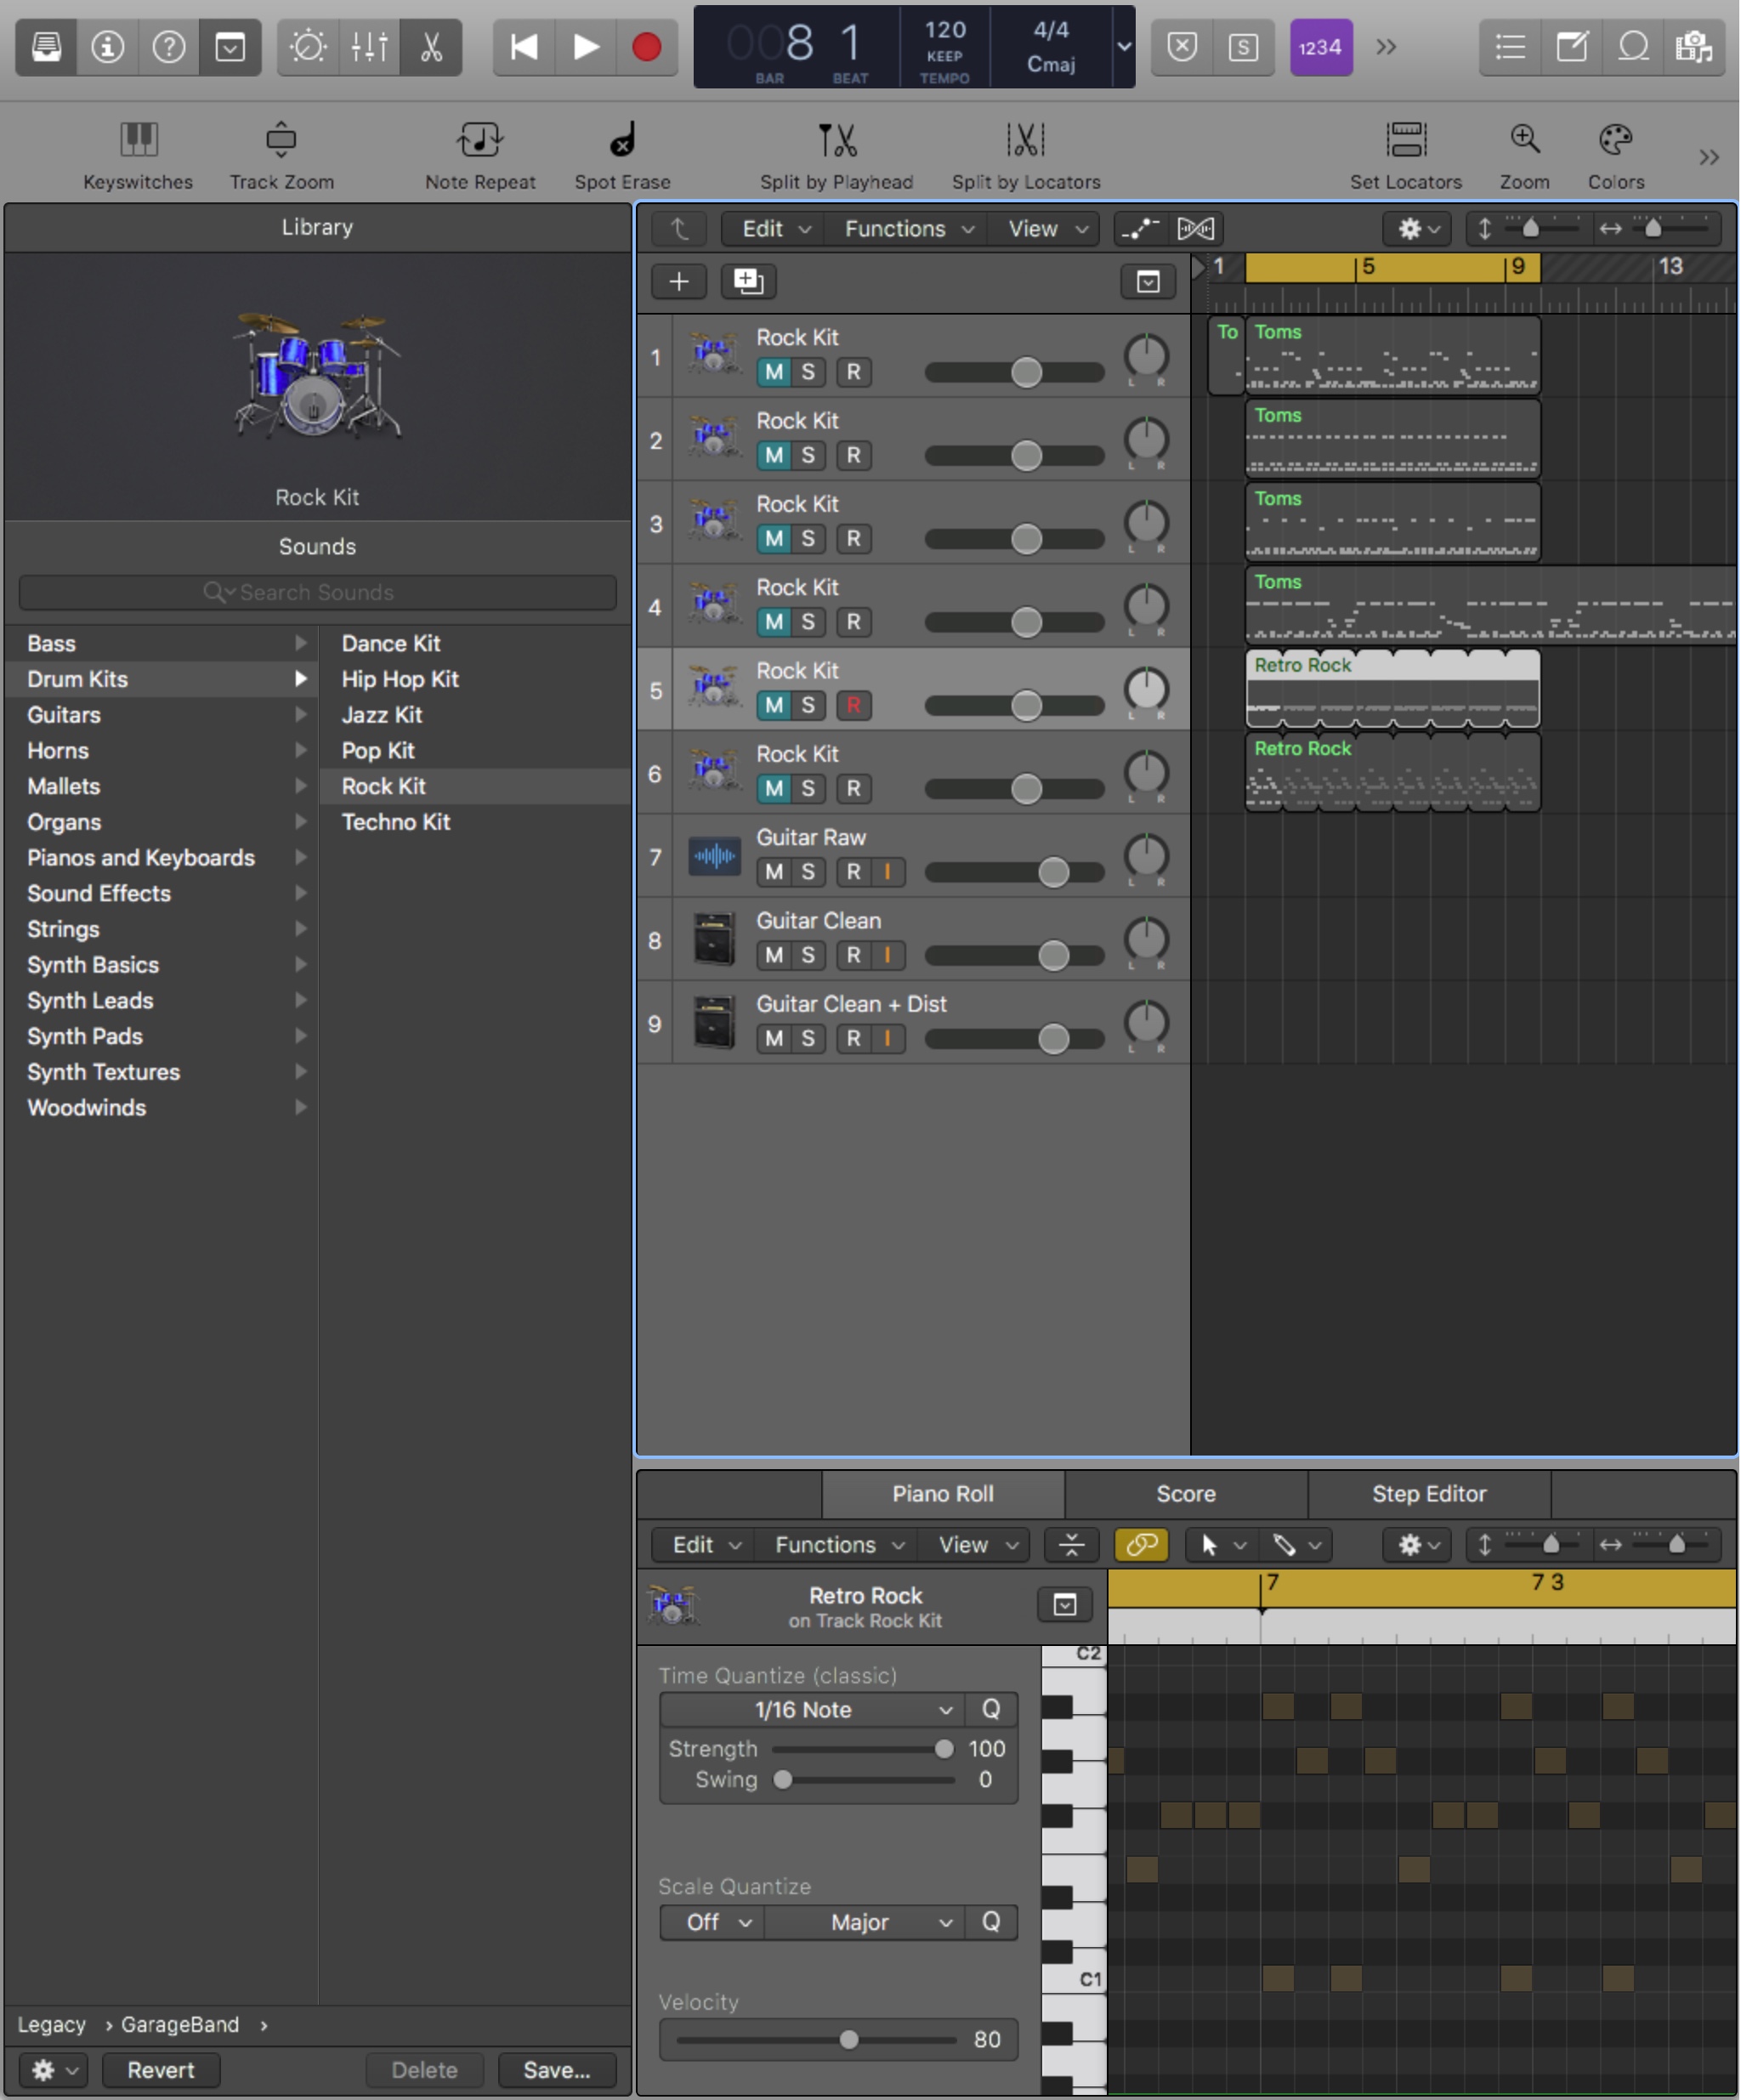 008 1 120 4/4
KEEP Cmaj
BAR BEAT TEMPO
S 1234
Keyswitches Track Zoom Note Repeat Spot Erase Split by Playhead Split by Locators Set Locators Zoom Colors
Library
Rock Kit
Sounds
Search Sounds
Bass
Drum Kits
Guitars
Horns
Mallets
Organs
Pianos and Keyboards
Sound Effects
Strings
Synth Basics
Synth Leads
Synth Pads
Synth Textures
Woodwinds
Dance Kit
Hip Hop Kit
Jazz Kit
Pop Kit
Rock Kit
Techno Kit
Legacy > GarageBand >
Revert Delete Save...
Edit Functions View
1 5 9 13
1 Rock Kit
M S R L R
To Toms
2 Rock Kit
M S R L R
Toms
3 Rock Kit
M S R L R
Toms
4 Rock Kit
M S R L R
Toms
5 Rock Kit
M S R L R
Retro Rock
6 Rock Kit
M S R L R
Retro Rock
7 Guitar Raw
M S R I L R
8 Guitar Clean
M S R I L R
9 Guitar Clean + Dist
M S R I L R
Piano Roll Score Step Editor
Edit Functions View
Retro Rock
on Track Rock Kit
7 7 3
Time Quantize (classic)
1/16 Note Q
Strength 100
Swing 0
Scale Quantize
Off Major Q
Velocity
80
C2
C1